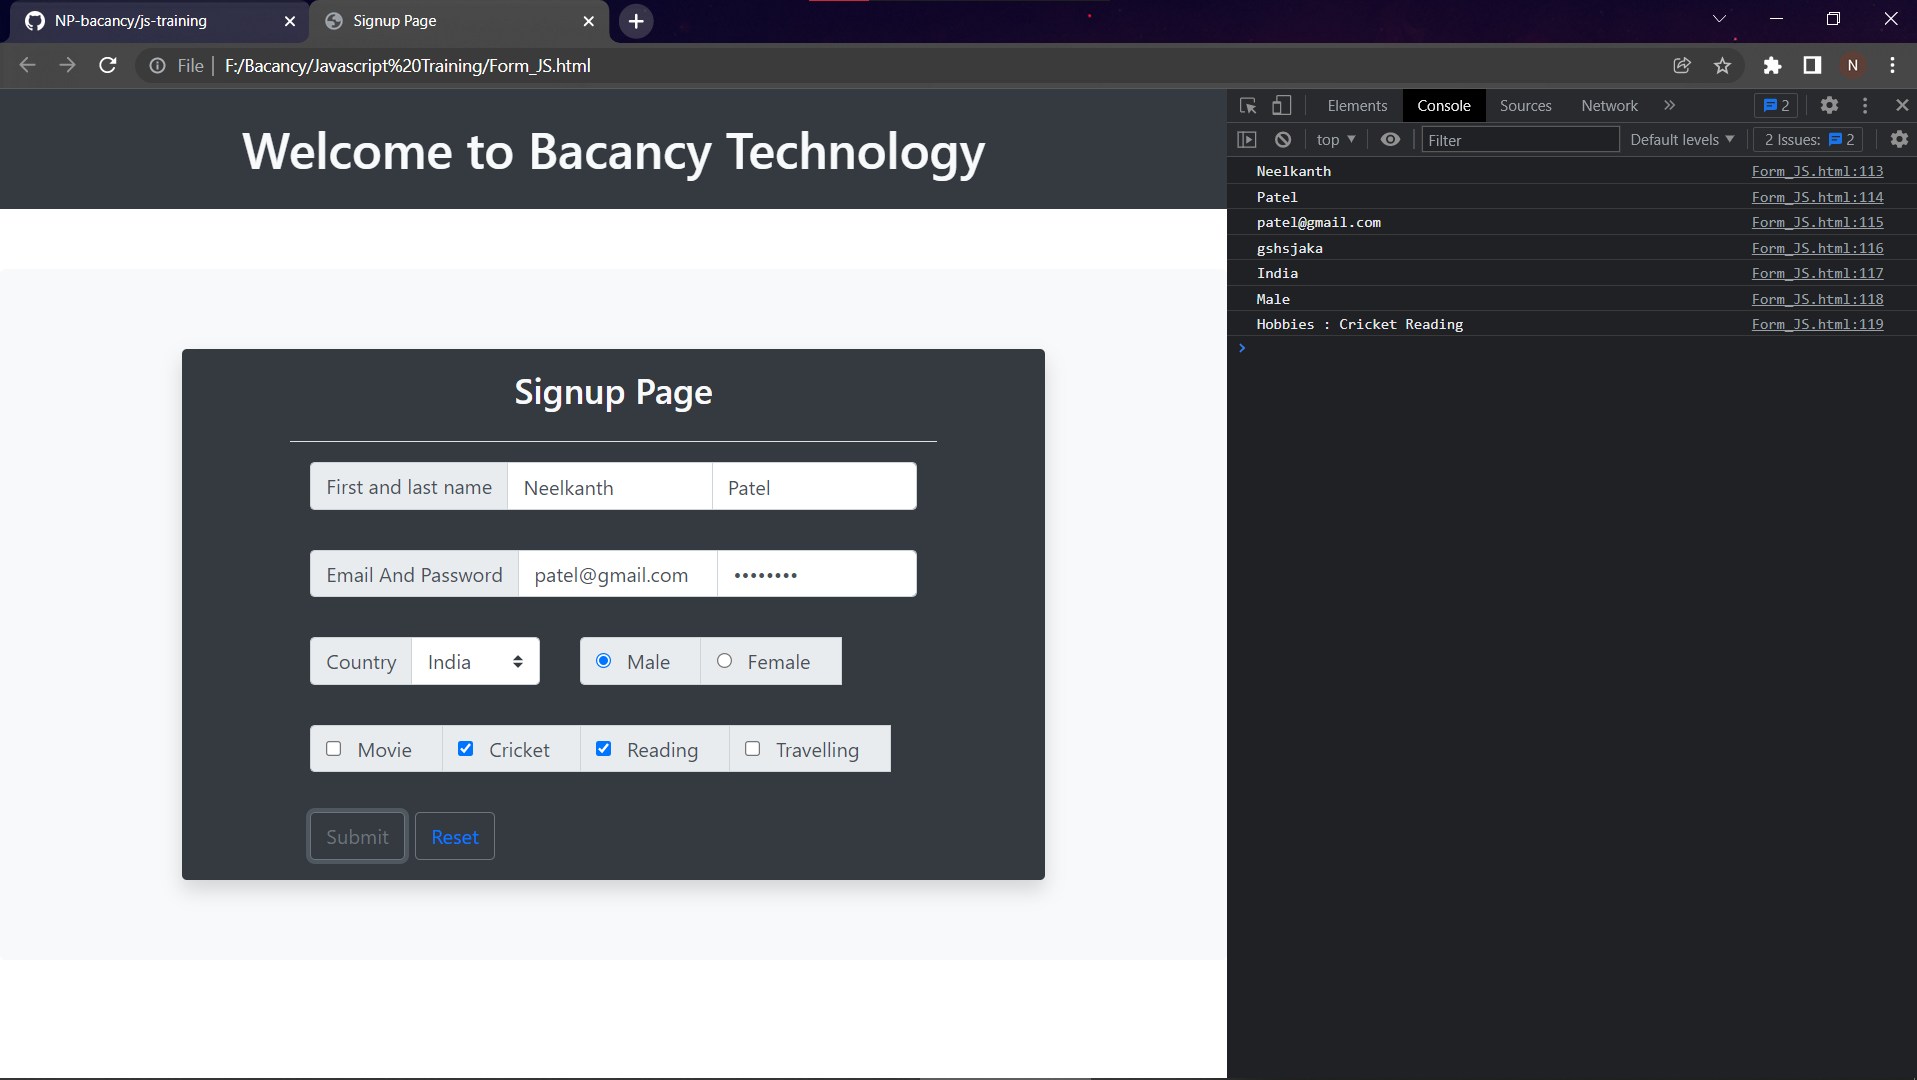 NP-bacancy/js-training
Signup Page
File | F:/Bacancy/Javascript%20Training/Form_JS.html
N
Welcome to Bacancy Technology
Signup Page
First and last name Neelkanth Patel
Email And Password patel@gmail.com ••••••••
Country India Male Female
Movie Cricket Reading Travelling
Submit Reset
Elements Console Sources Network » 2
top Filter Default levels 2 Issues: 2
Neelkanth Form_JS.html:113
Patel Form_JS.html:114
patel@gmail.com Form_JS.html:115
gshsjaka Form_JS.html:116
India Form_JS.html:117
Male Form_JS.html:118
Hobbies : Cricket Reading Form_JS.html:119